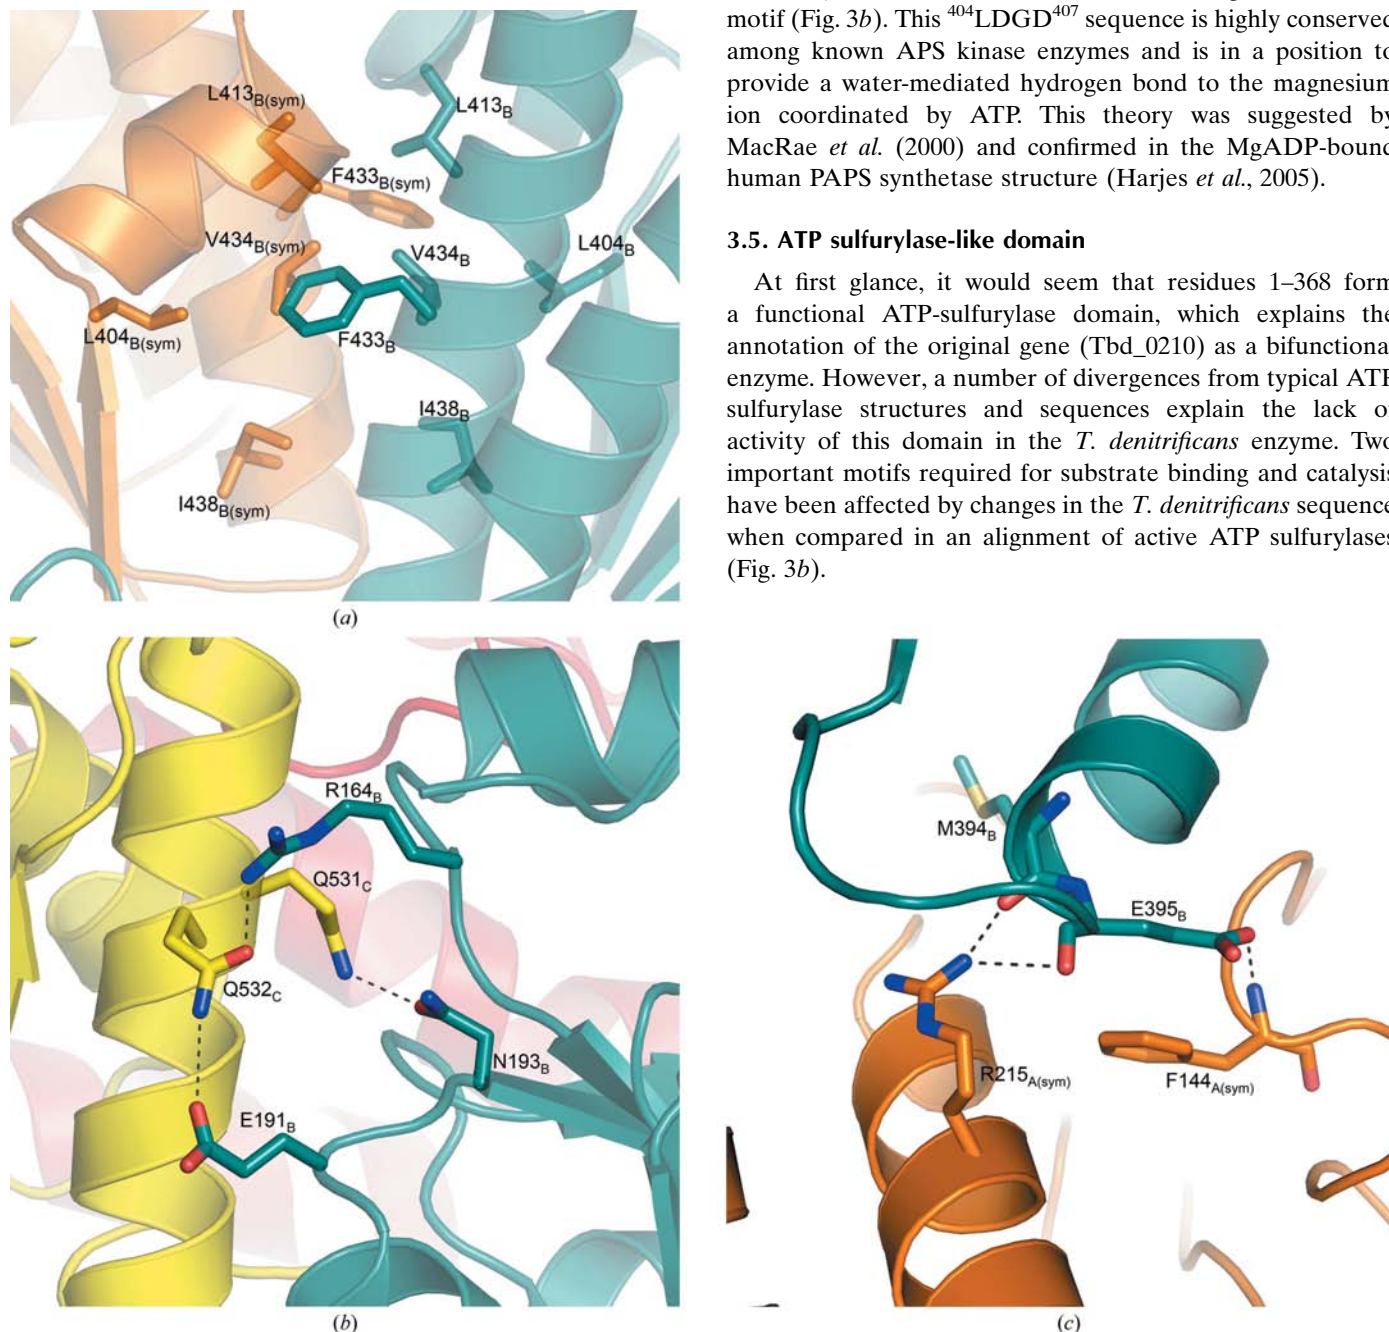 motif (Fig. 3b). This ⁴⁰⁴LDGD⁴⁰⁷ sequence is highly conserved
among known APS kinase enzymes and is in a position to
provide a water-mediated hydrogen bond to the magnesium
ion coordinated by ATP. This theory was suggested by
MacRae et al. (2000) and confirmed in the MgADP-bound
human PAPS synthetase structure (Harjes et al., 2005).
3.5. ATP sulfurylase-like domain
At first glance, it would seem that residues 1–368 form
a functional ATP-sulfurylase domain, which explains the
annotation of the original gene (Tbd_0210) as a bifunctional
enzyme. However, a number of divergences from typical ATP
sulfurylase structures and sequences explain the lack of
activity of this domain in the T. denitrificans enzyme. Two
important motifs required for substrate binding and catalysis
have been affected by changes in the T. denitrificans sequence
when compared in an alignment of active ATP sulfurylases
(Fig. 3b).
L413B(sym)
L413B
F433B(sym)
V434B(sym)
V434B
L404B
L404B(sym)
F433B
I438B
I438B(sym)
(a)
R164B
Q531C
Q532C
N193B
E191B
(b)
M394B
E395B
R215A(sym)
F144A(sym)
(c)